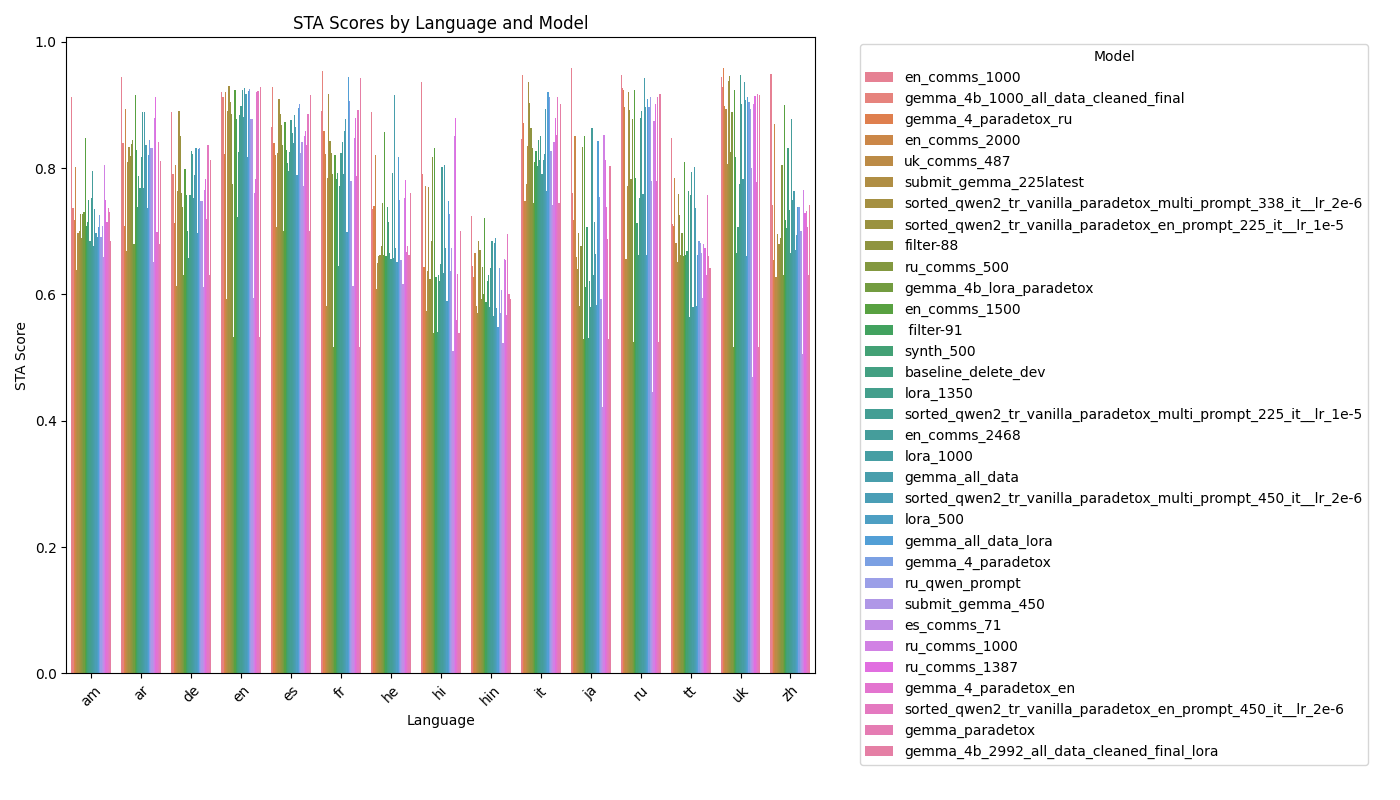 STA Scores by Language and Model
1.0
0.8
0.6
0.4
0.2
0.0
STA Score
am
ar
de
en
es
fr
he
hi
hin
it
ja
ru
tt
uk
zh
Language
Model
en_comms_1000
gemma_4b_1000_all_data_cleaned_final
gemma_4_paradetox_ru
en_comms_2000
uk_comms_487
submit_gemma_225latest
sorted_qwen2_tr_vanilla_paradetox_multi_prompt_338_it__lr_2e-6
sorted_qwen2_tr_vanilla_paradetox_en_prompt_225_it__lr_1e-5
filter-88
ru_comms_500
gemma_4b_lora_paradetox
en_comms_1500
filter-91
synth_500
baseline_delete_dev
lora_1350
sorted_qwen2_tr_vanilla_paradetox_multi_prompt_225_it__lr_1e-5
en_comms_2468
lora_1000
gemma_all_data
sorted_qwen2_tr_vanilla_paradetox_multi_prompt_450_it__lr_2e-6
lora_500
gemma_all_data_lora
gemma_4_paradetox
ru_qwen_prompt
submit_gemma_450
es_comms_71
ru_comms_1000
ru_comms_1387
gemma_4_paradetox_en
sorted_qwen2_tr_vanilla_paradetox_en_prompt_450_it__lr_2e-6
gemma_paradetox
gemma_4b_2992_all_data_cleaned_final_lora